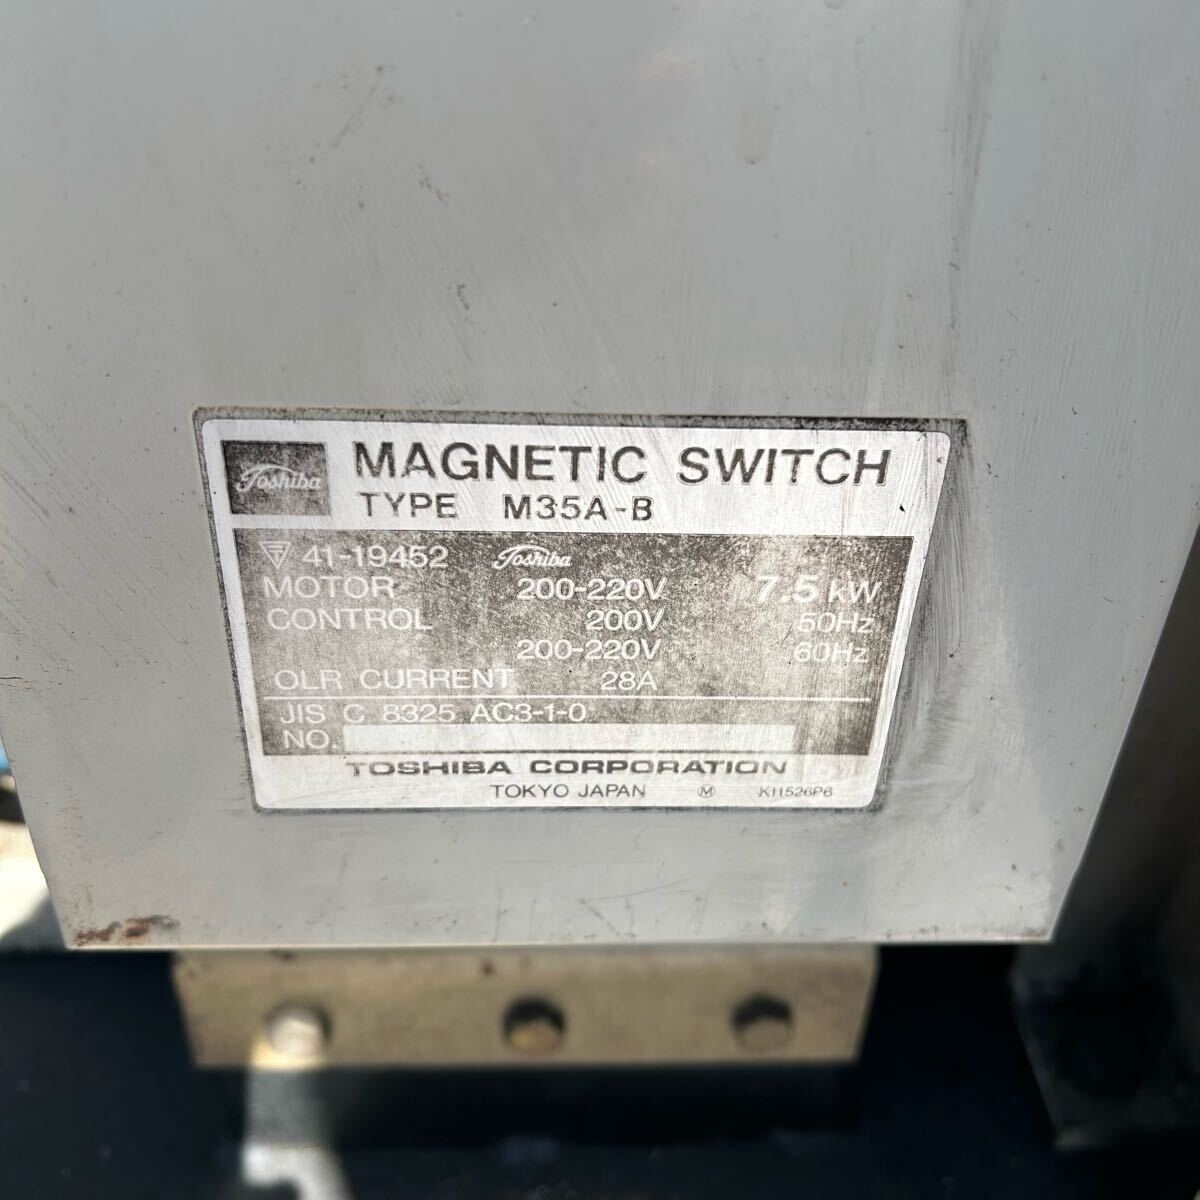 Toshiba MAGNETIC SWITCH
TYPE M35A-B
41-19452 Toshiba
MOTOR 200-220V 7.5 kW
CONTROL 200V 50Hz
200-220V 60Hz
OLR CURRENT 28A
JIS C 8325 AC3-1-0
NO.
TOSHIBA CORPORATION
TOKYO JAPAN Ⓜ K11526P6